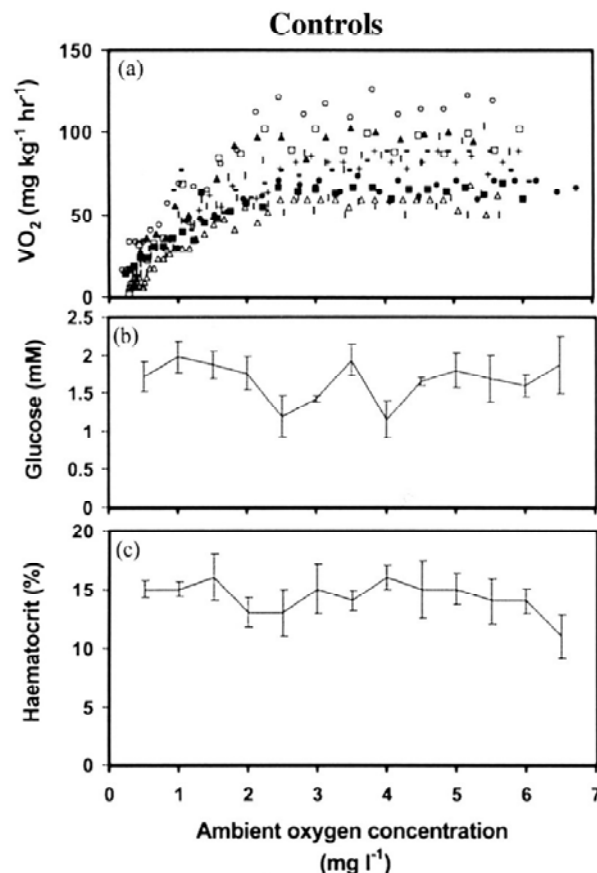 Controls
(a)
150
100
50
0
VO2 (mg kg-1 hr-1)
(b)
2.5
2
1.5
1
0.5
0
Glucose (mM)
(c)
20
15
10
5
0
Haematocrit (%)
0 1 2 3 4 5 6 7
Ambient oxygen concentration
(mg l-1)